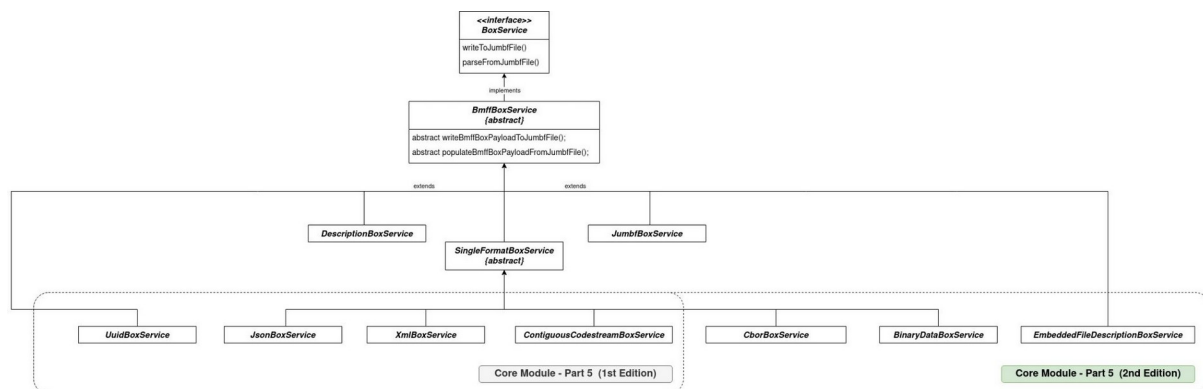 <<interface>>
BoxService
writeToJumbfFile()
parseFromJumbfFile()
implements
BmffBoxService
{abstract}
abstract writeBmffBoxPayloadToJumbfFile();
abstract populateBmffBoxPayloadFromJumbfFile();
extends
extends
DescriptionBoxService
JumbfBoxService
SingleFormatBoxService
{abstract}
UuidBoxService
JsonBoxService
XmlBoxService
ContiguousCodestreamBoxService
CborBoxService
BinaryDataBoxService
EmbeddedFileDescriptionBoxService
Core Module - Part 5 (1st Edition)
Core Module - Part 5 (2nd Edition)